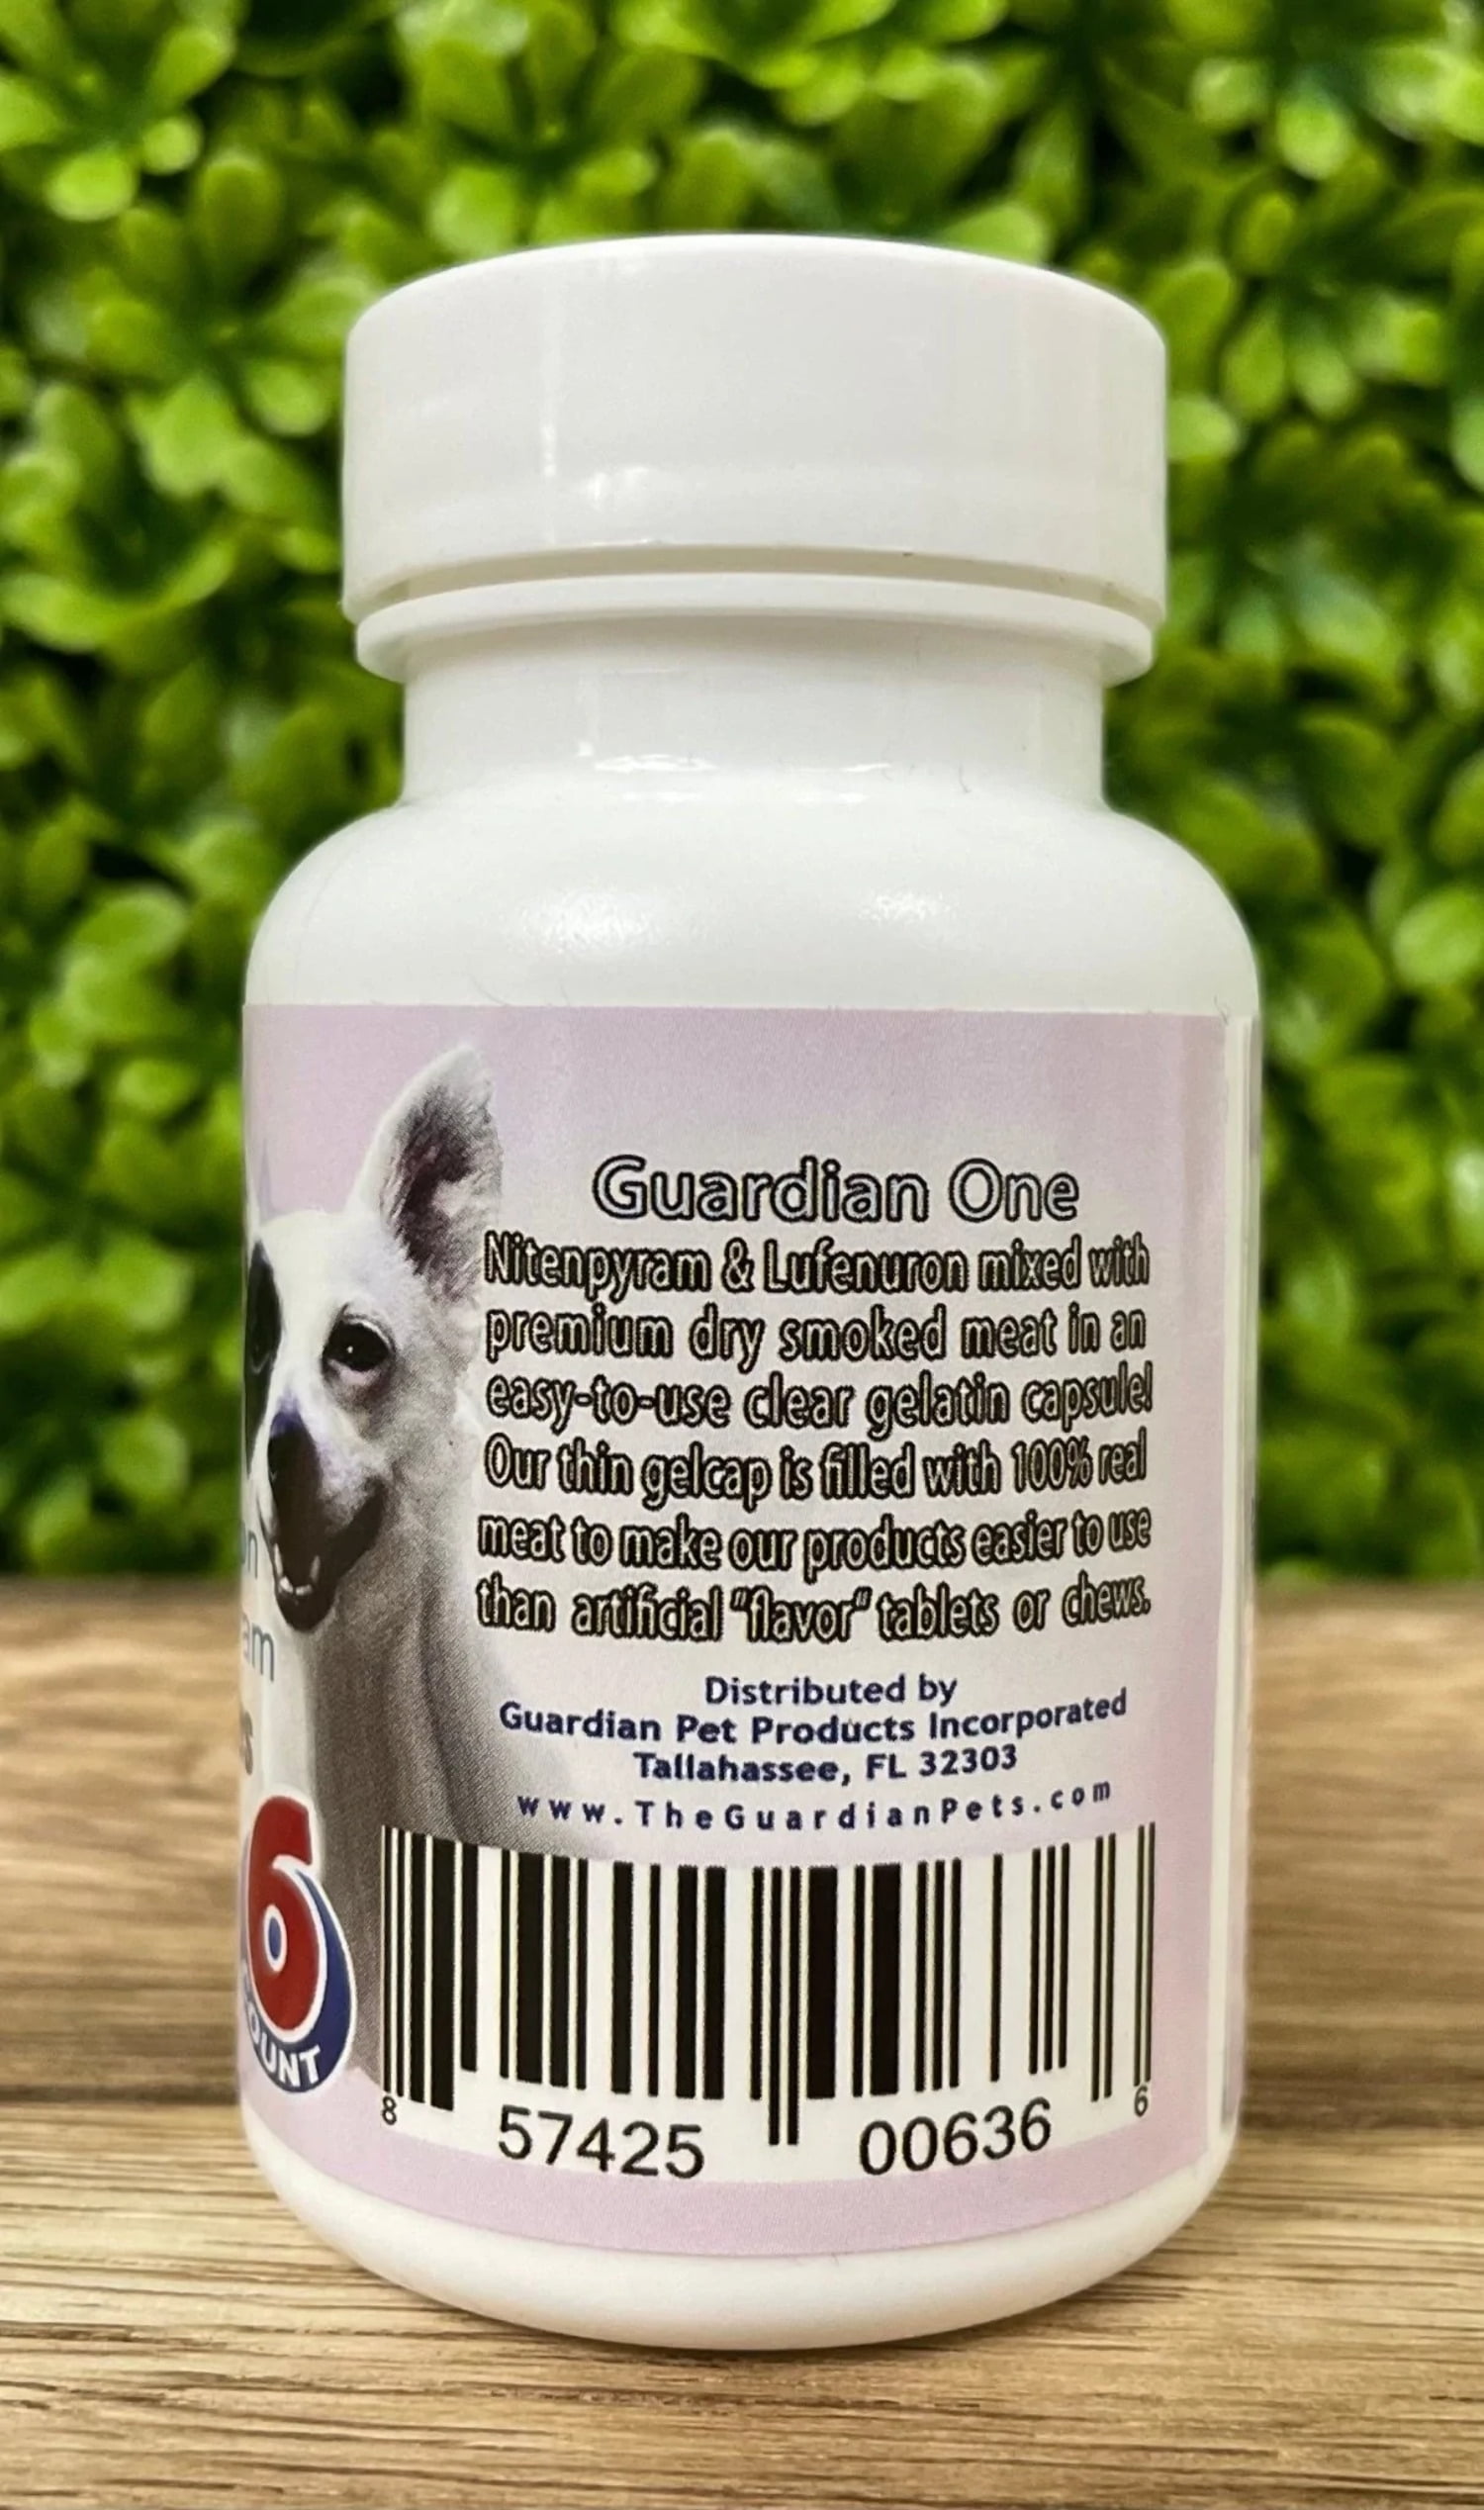 Guardian One
Nitenpyram & Lufenuron mixed with
premium dry smoked meat in an
easy-to-use clear gelatin capsule!
Our thin gelcap is filled with 100% real
meat to make our products easier to use
than artificial "flavor" tablets or chews.
Distributed by
Guardian Pet Products Incorporated
Tallahassee, FL 32303
www.TheGuardianPets.com
6
COUNT
8 57425 00636 6